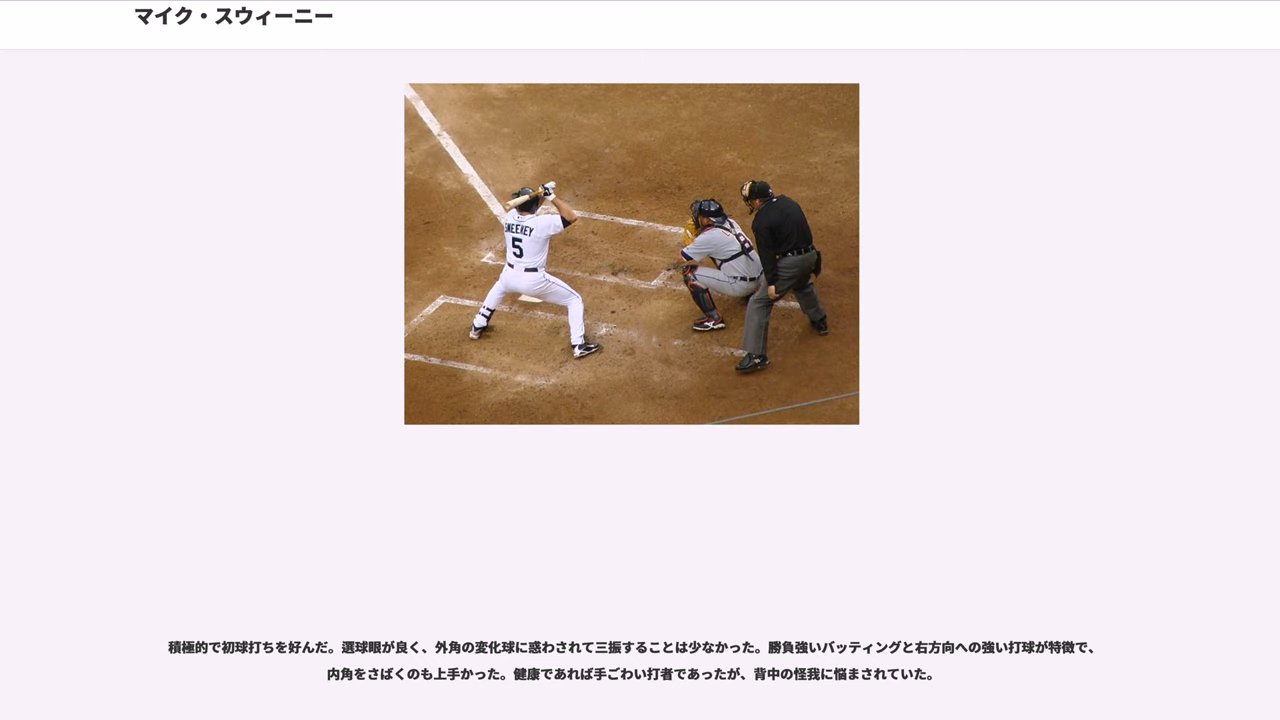 マイク・スウィーニー
SWEENEY
5
積極的で初球打ちを好んだ。選球眼が良く、外角の変化球に惑わされて三振することは少なかった。勝負強いバッティングと右方向への強い打球が特徴で、
内角をさばくのも上手かった。健康であれば手ごわい打者であったが、背中の怪我に悩まされていた。